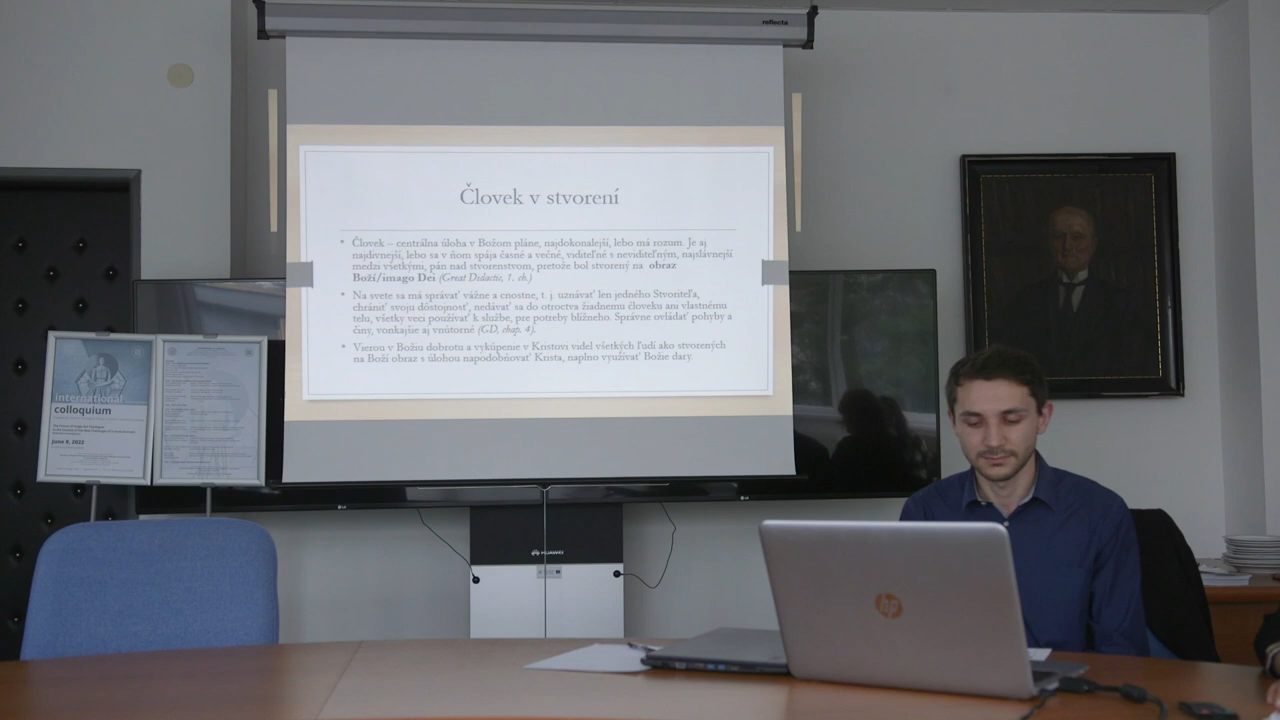 reflecta
Človek v stvorení
• Človek – centrálna úloha v Božom pláne, najdokonalejší, lebo má rozum. Je aj
najdivnejší, lebo sa v ňom spája časné a večné, viditeľné s neviditeľným, najslávnejší
medzi všetkými, pán nad stvorenstvom, pretože bol stvorený na obraz
Boží/imago Dei (Great Didactic, 1. ch.)
• Na svete sa má správať vážne a cnostne, t. j. uznávať len jedného Stvoriteľa,
chrániť svoju dôstojnosť, nedávať sa do otroctva žiadnemu človeku ani vlastnému
telu, všetky veci používať k službe, pre potreby blížneho. Správne ovládať pohyby a
činy, vonkajšie aj vnútorné (GD, chap. 4).
• Vierou v Božiu dobrotu a vykúpenie v Kristovi videl všetkých ľudí ako stvorených
na Boží obraz s úlohou napodobňovať Krista, naplno využívať Božie dary.
international
colloquium
June 9, 2022
LG
LG
HUAWEI
hp